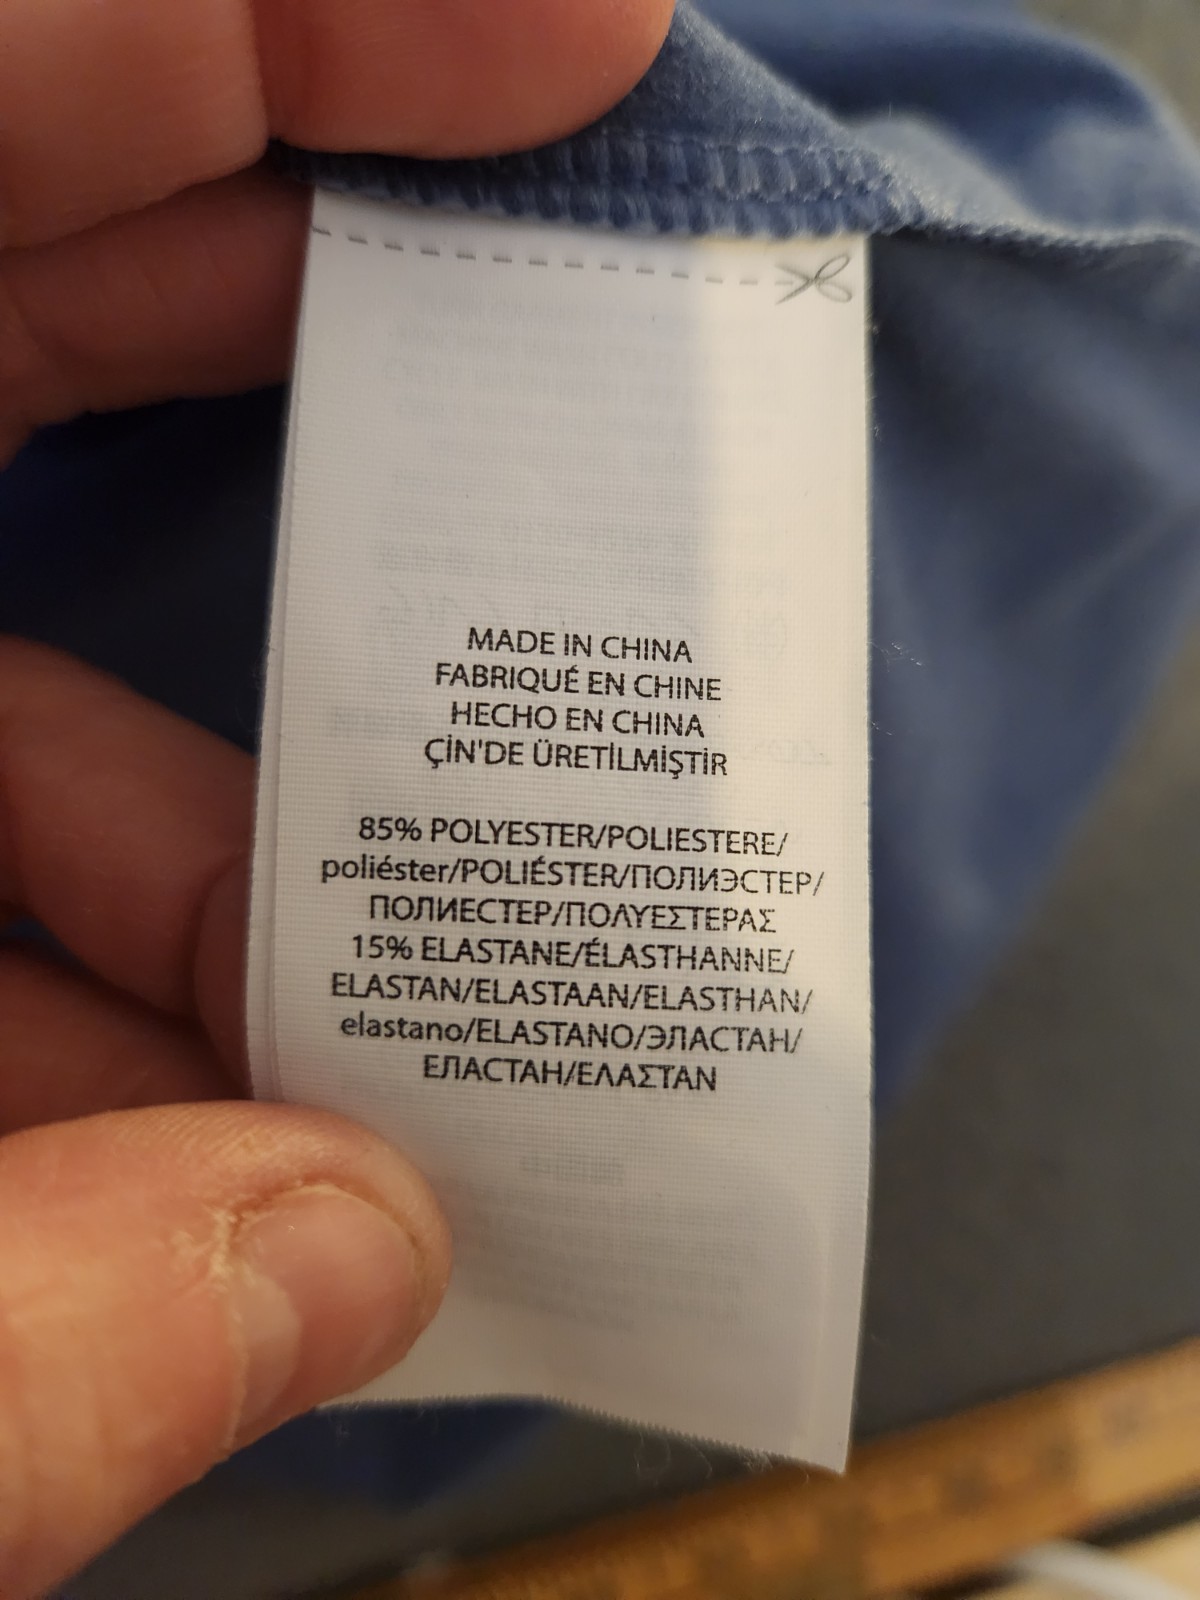 MADE IN CHINA
FABRIQUÉ EN CHINE
HECHO EN CHINA
ÇİN'DE ÜRETİLMİŞTİR
85% POLYESTER/POLIESTERE/
poliéster/POLIÉSTER/ПОЛИЭСТЕР/
ПОЛИЕСТЕР/ΠΟΛΥΕΣΤΕΡΑΣ
15% ELASTANE/ÉLASTHANNE/
ELASTAN/ELASTAAN/ELASTHAN/
elastano/ELASTANO/ЭЛАСТАН/
ЕЛАСТАН/ΕΛΑΣΤΑΝ